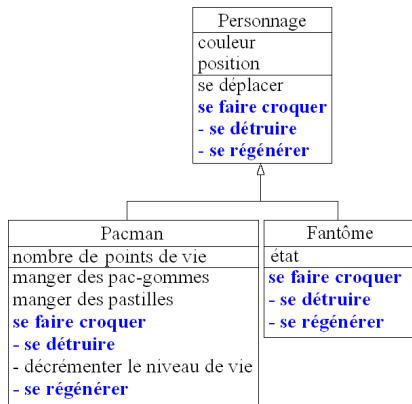 Personnage
couleur
position
se déplacer
se faire croquer
- se détruire
- se régénérer
Pacman
nombre de points de vie
manger des pac-gommes
manger des pastilles
se faire croquer
- se détruire
- décrémenter le niveau de vie
- se régénérer
Fantôme
état
se faire croquer
- se détruire
- se régénérer